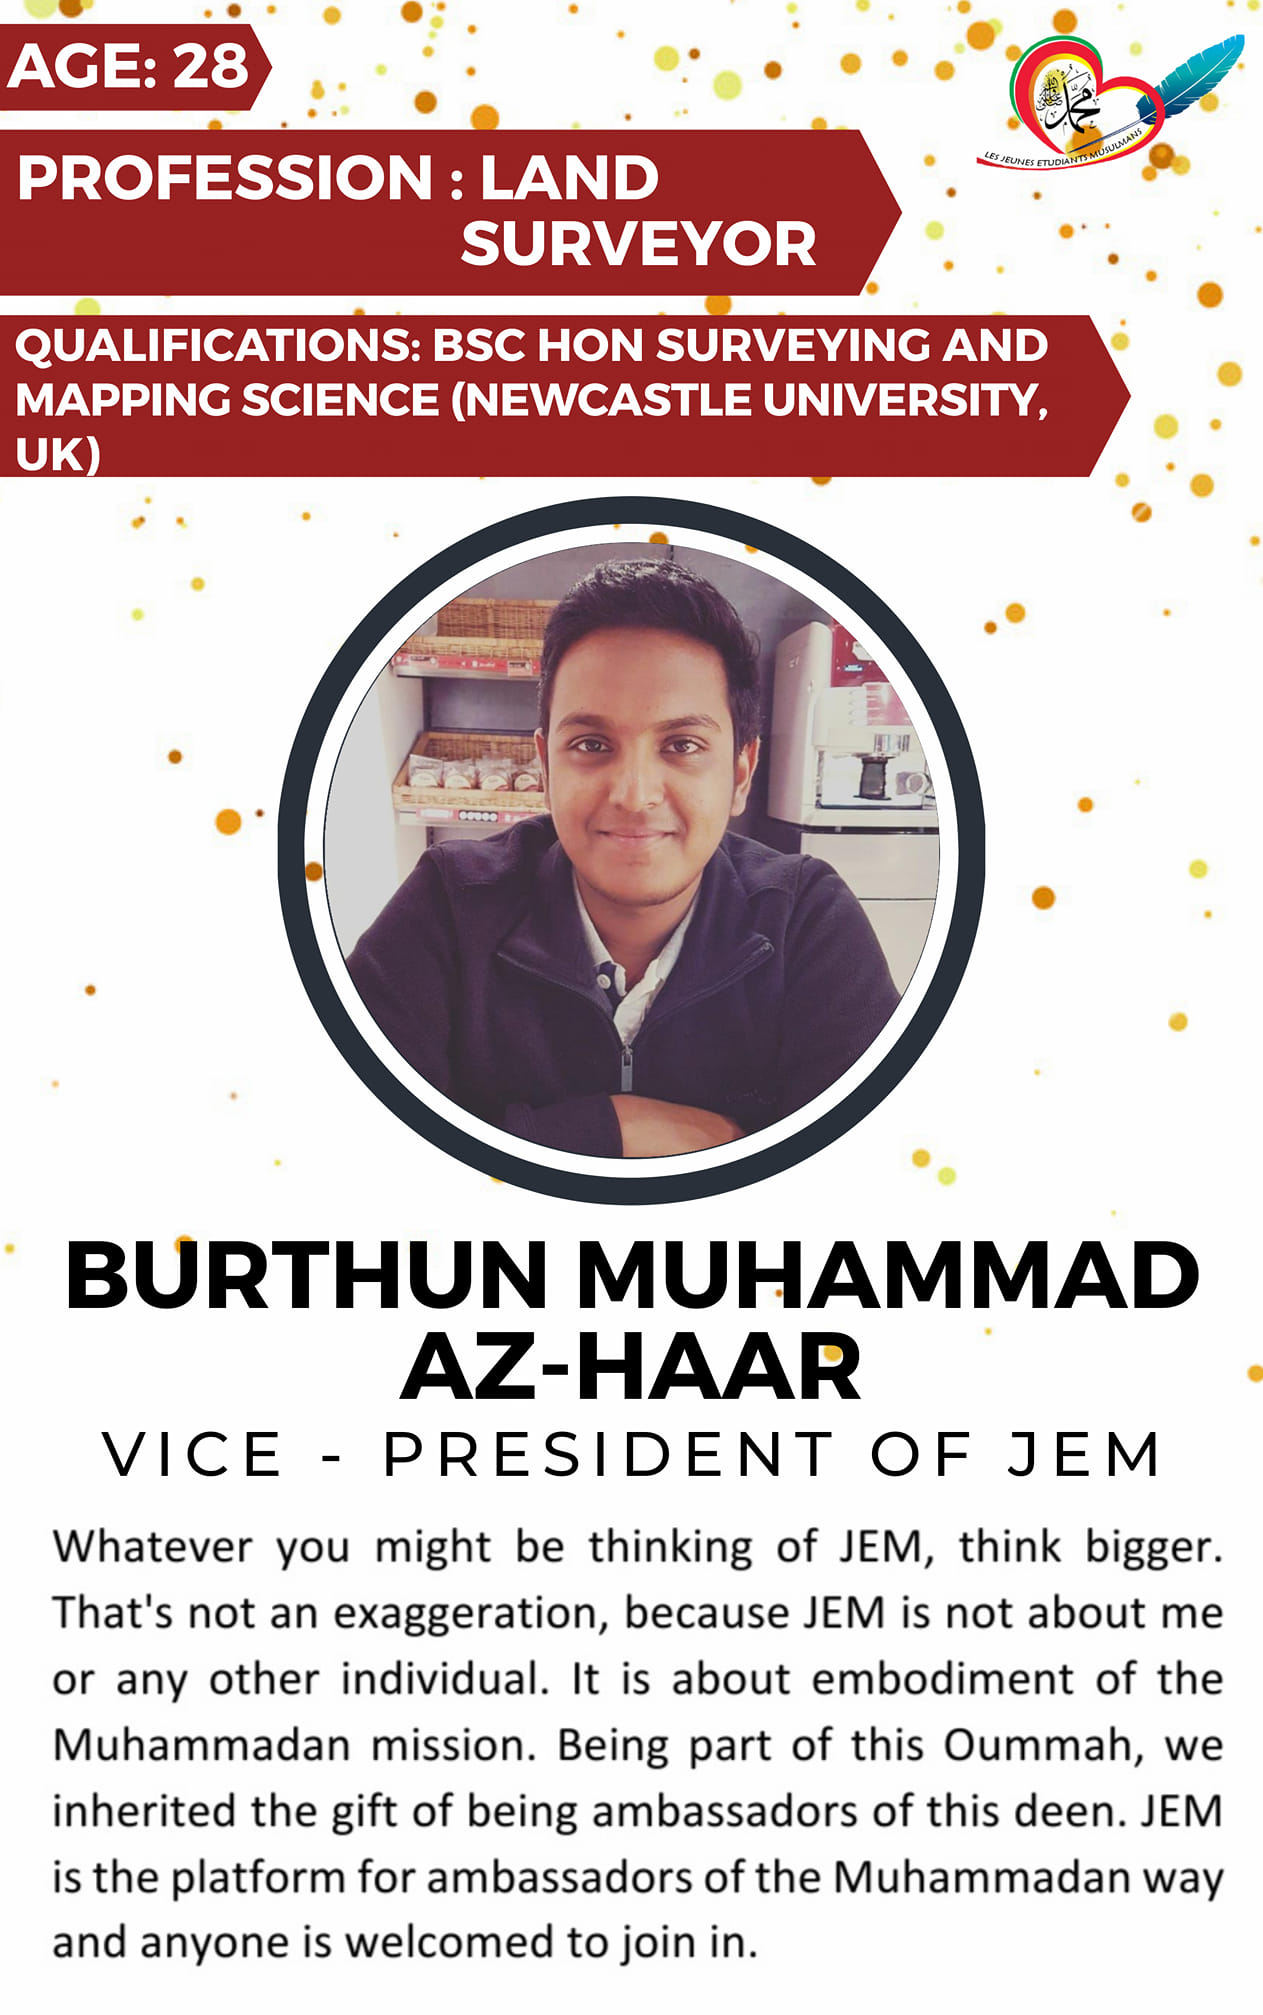 AGE: 28
PROFESSION : LAND
SURVEYOR
QUALIFICATIONS: BSC HON SURVEYING AND
MAPPING SCIENCE (NEWCASTLE UNIVERSITY,
UK)
محمد
LES JEUNES ETUDIANTS MUSULMANS
BURTHUN MUHAMMAD
AZ-HAAR
VICE - PRESIDENT OF JEM
Whatever you might be thinking of JEM, think bigger.
That's not an exaggeration, because JEM is not about me
or any other individual. It is about embodiment of the
Muhammadan mission. Being part of this Oummah, we
inherited the gift of being ambassadors of this deen. JEM
is the platform for ambassadors of the Muhammadan way
and anyone is welcomed to join in.